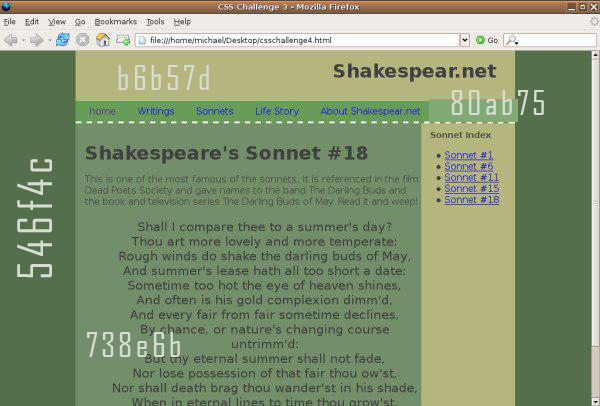 CSS Challenge 3 - Mozilla Firefox
File Edit View Go Bookmarks Tools Help
file:///home/michael/Desktop/csschallenge4.html Go
b6b57d
Shakespear.net
home Writings Sonnets Life Story About Shakespear.net
80ab75
Shakespeare's Sonnet #18
This is one of the most famous of the sonnets. It is referenced in the film
Dead Poets Society and gave names to the band The Darling Buds and
the book and television series The Darling Buds of May. Read it and weep!
Sonnet Index
Sonnet #1
Sonnet #6
Sonnet #11
Sonnet #15
Sonnet #18
546f4c
Shall I compare thee to a summer's day?
Thou art more lovely and more temperate:
Rough winds do shake the darling buds of May,
And summer's lease hath all too short a date:
Sometime too hot the eye of heaven shines,
And often is his gold complexion dimm'd,
And every fair from fair sometime declines,
By chance, or nature's changing course
untrimm'd:
738e6b
But thy eternal summer shall not fade,
Nor lose possession of that fair thou ow'st,
Nor shall death brag thou wander'st in his shade,
When in eternal lines to time thou grow'st,